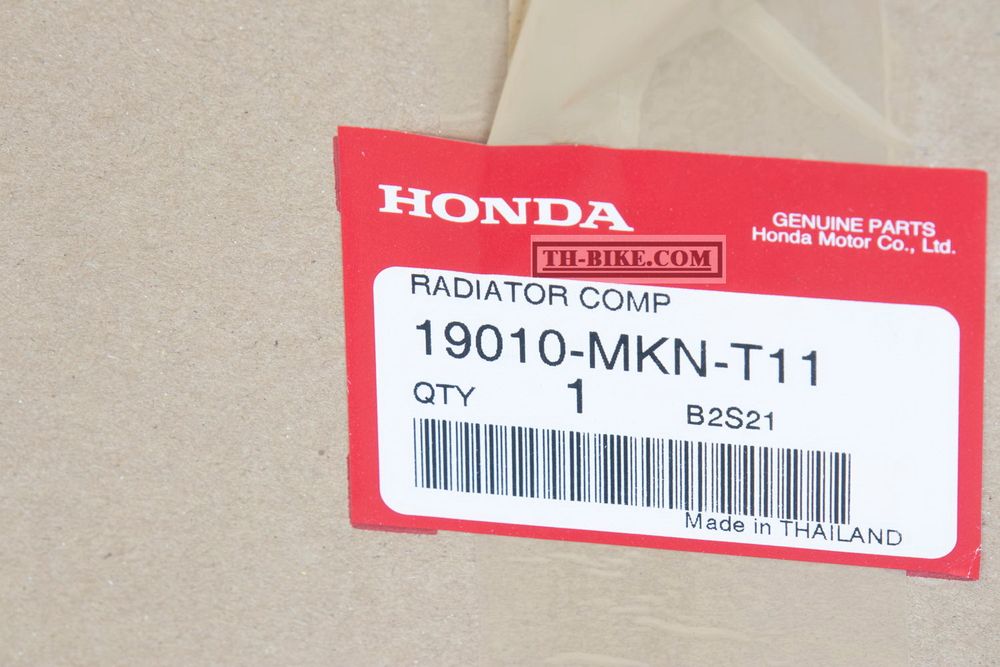 HONDA
GENUINE PARTS
Honda Motor Co., Ltd.
TH-BIKE.COM
RADIATOR COMP
19010-MKN-T11
QTY 1 B2S21
Made in THAILAND